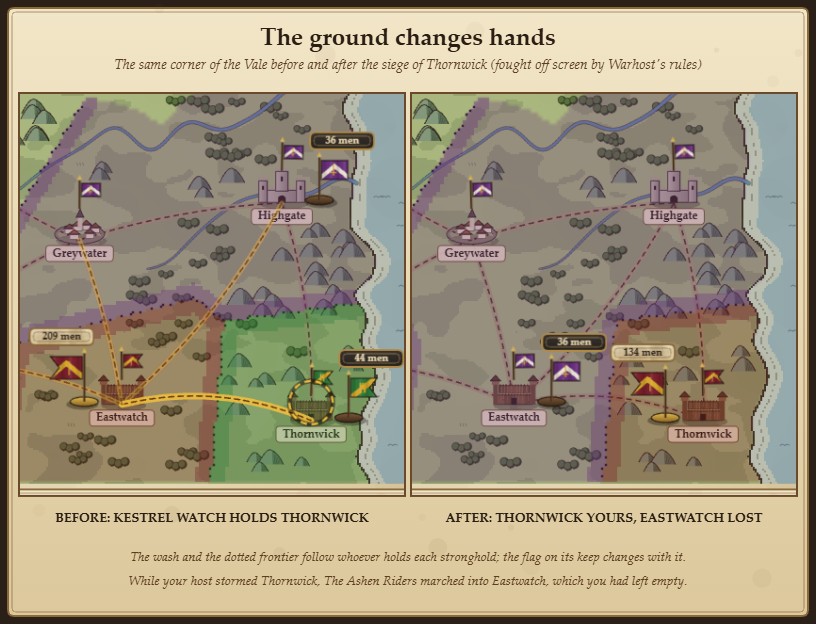 The ground changes hands
The same corner of the Vale before and after the siege of Thornwick (fought off screen by Warhost's rules)
36 men
Highgate
Greywater
209 men
44 men
Eastwatch
Thornwick
Highgate
Greywater
36 men
134 men
Eastwatch
Thornwick
BEFORE: KESTREL WATCH HOLDS THORNWICK
AFTER: THORNWICK YOURS, EASTWATCH LOST
The wash and the dotted frontier follow whoever holds each stronghold; the flag on its keep changes with it.
While your host stormed Thornwick, The Ashen Riders marched into Eastwatch, which you had left empty.